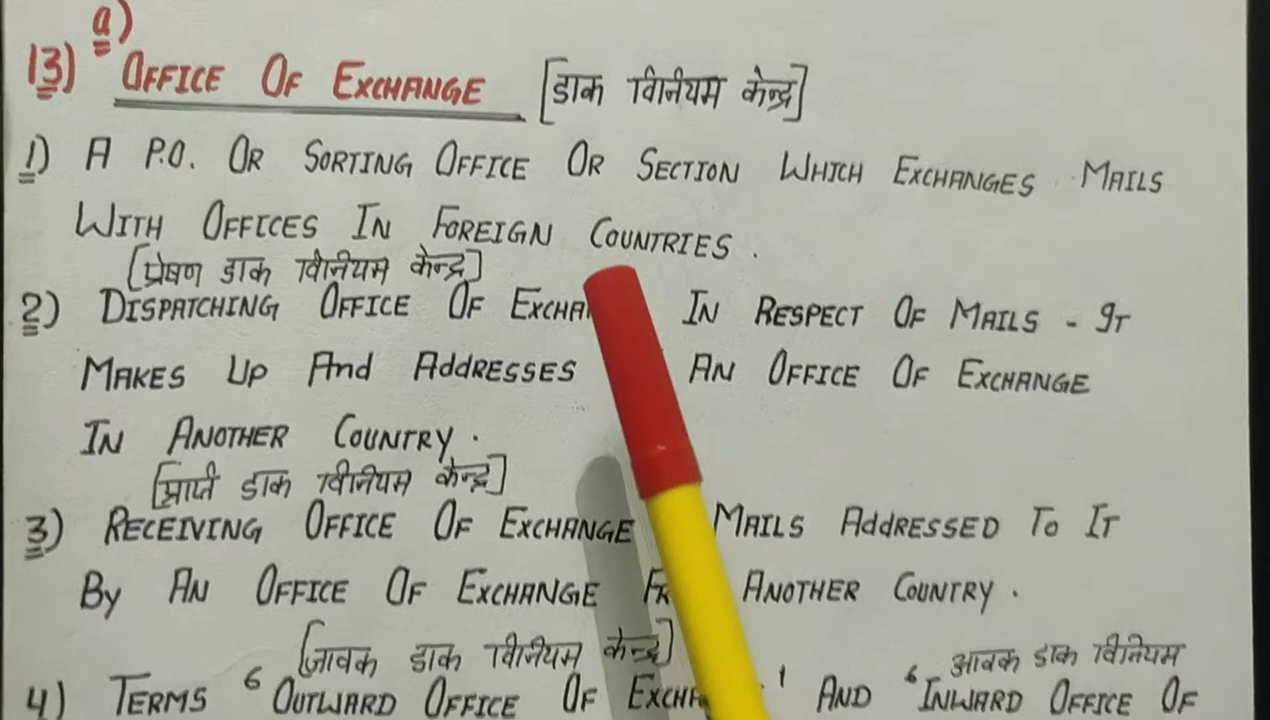 a)
13) OFFICE OF EXCHANGE [डाक विनियम केन्द्र]
1) A P.O. OR SORTING OFFICE OR SECTION WHICH EXCHANGES MAILS
WITH OFFICES IN FOREIGN COUNTRIES.
[प्रेषण डाक विनियम केन्द्र]
2) DISPATCHING OFFICE OF EXCHA IN RESPECT OF MAILS - IT
MAKES UP And AddRESSES AN OFFICE OF EXCHANGE
IN ANOTHER COUNTRY.
[प्राप्त डाक विनियम केन्द्र]
3) RECEIVING OFFICE OF EXCHANGE MAILS AddRESSED TO IT
By AN OFFICE OF EXCHANGE ANOTHER COUNTRY.
[जावक डाक विनियम केन्द्र] आवक डाक विनियम
4) TERMS ‘OUTWARD OFFICE OF EXCHA ' AND ‘INWARD OFFICE OF